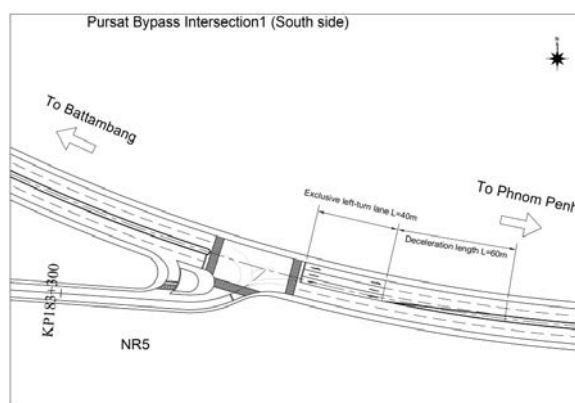 Pursat Bypass Intersection1 (South side)
To Battambang
Exclusive left-turn lane L=40m
To Phnom Penh
Deceleration length L=60m
KP183+300
NR5